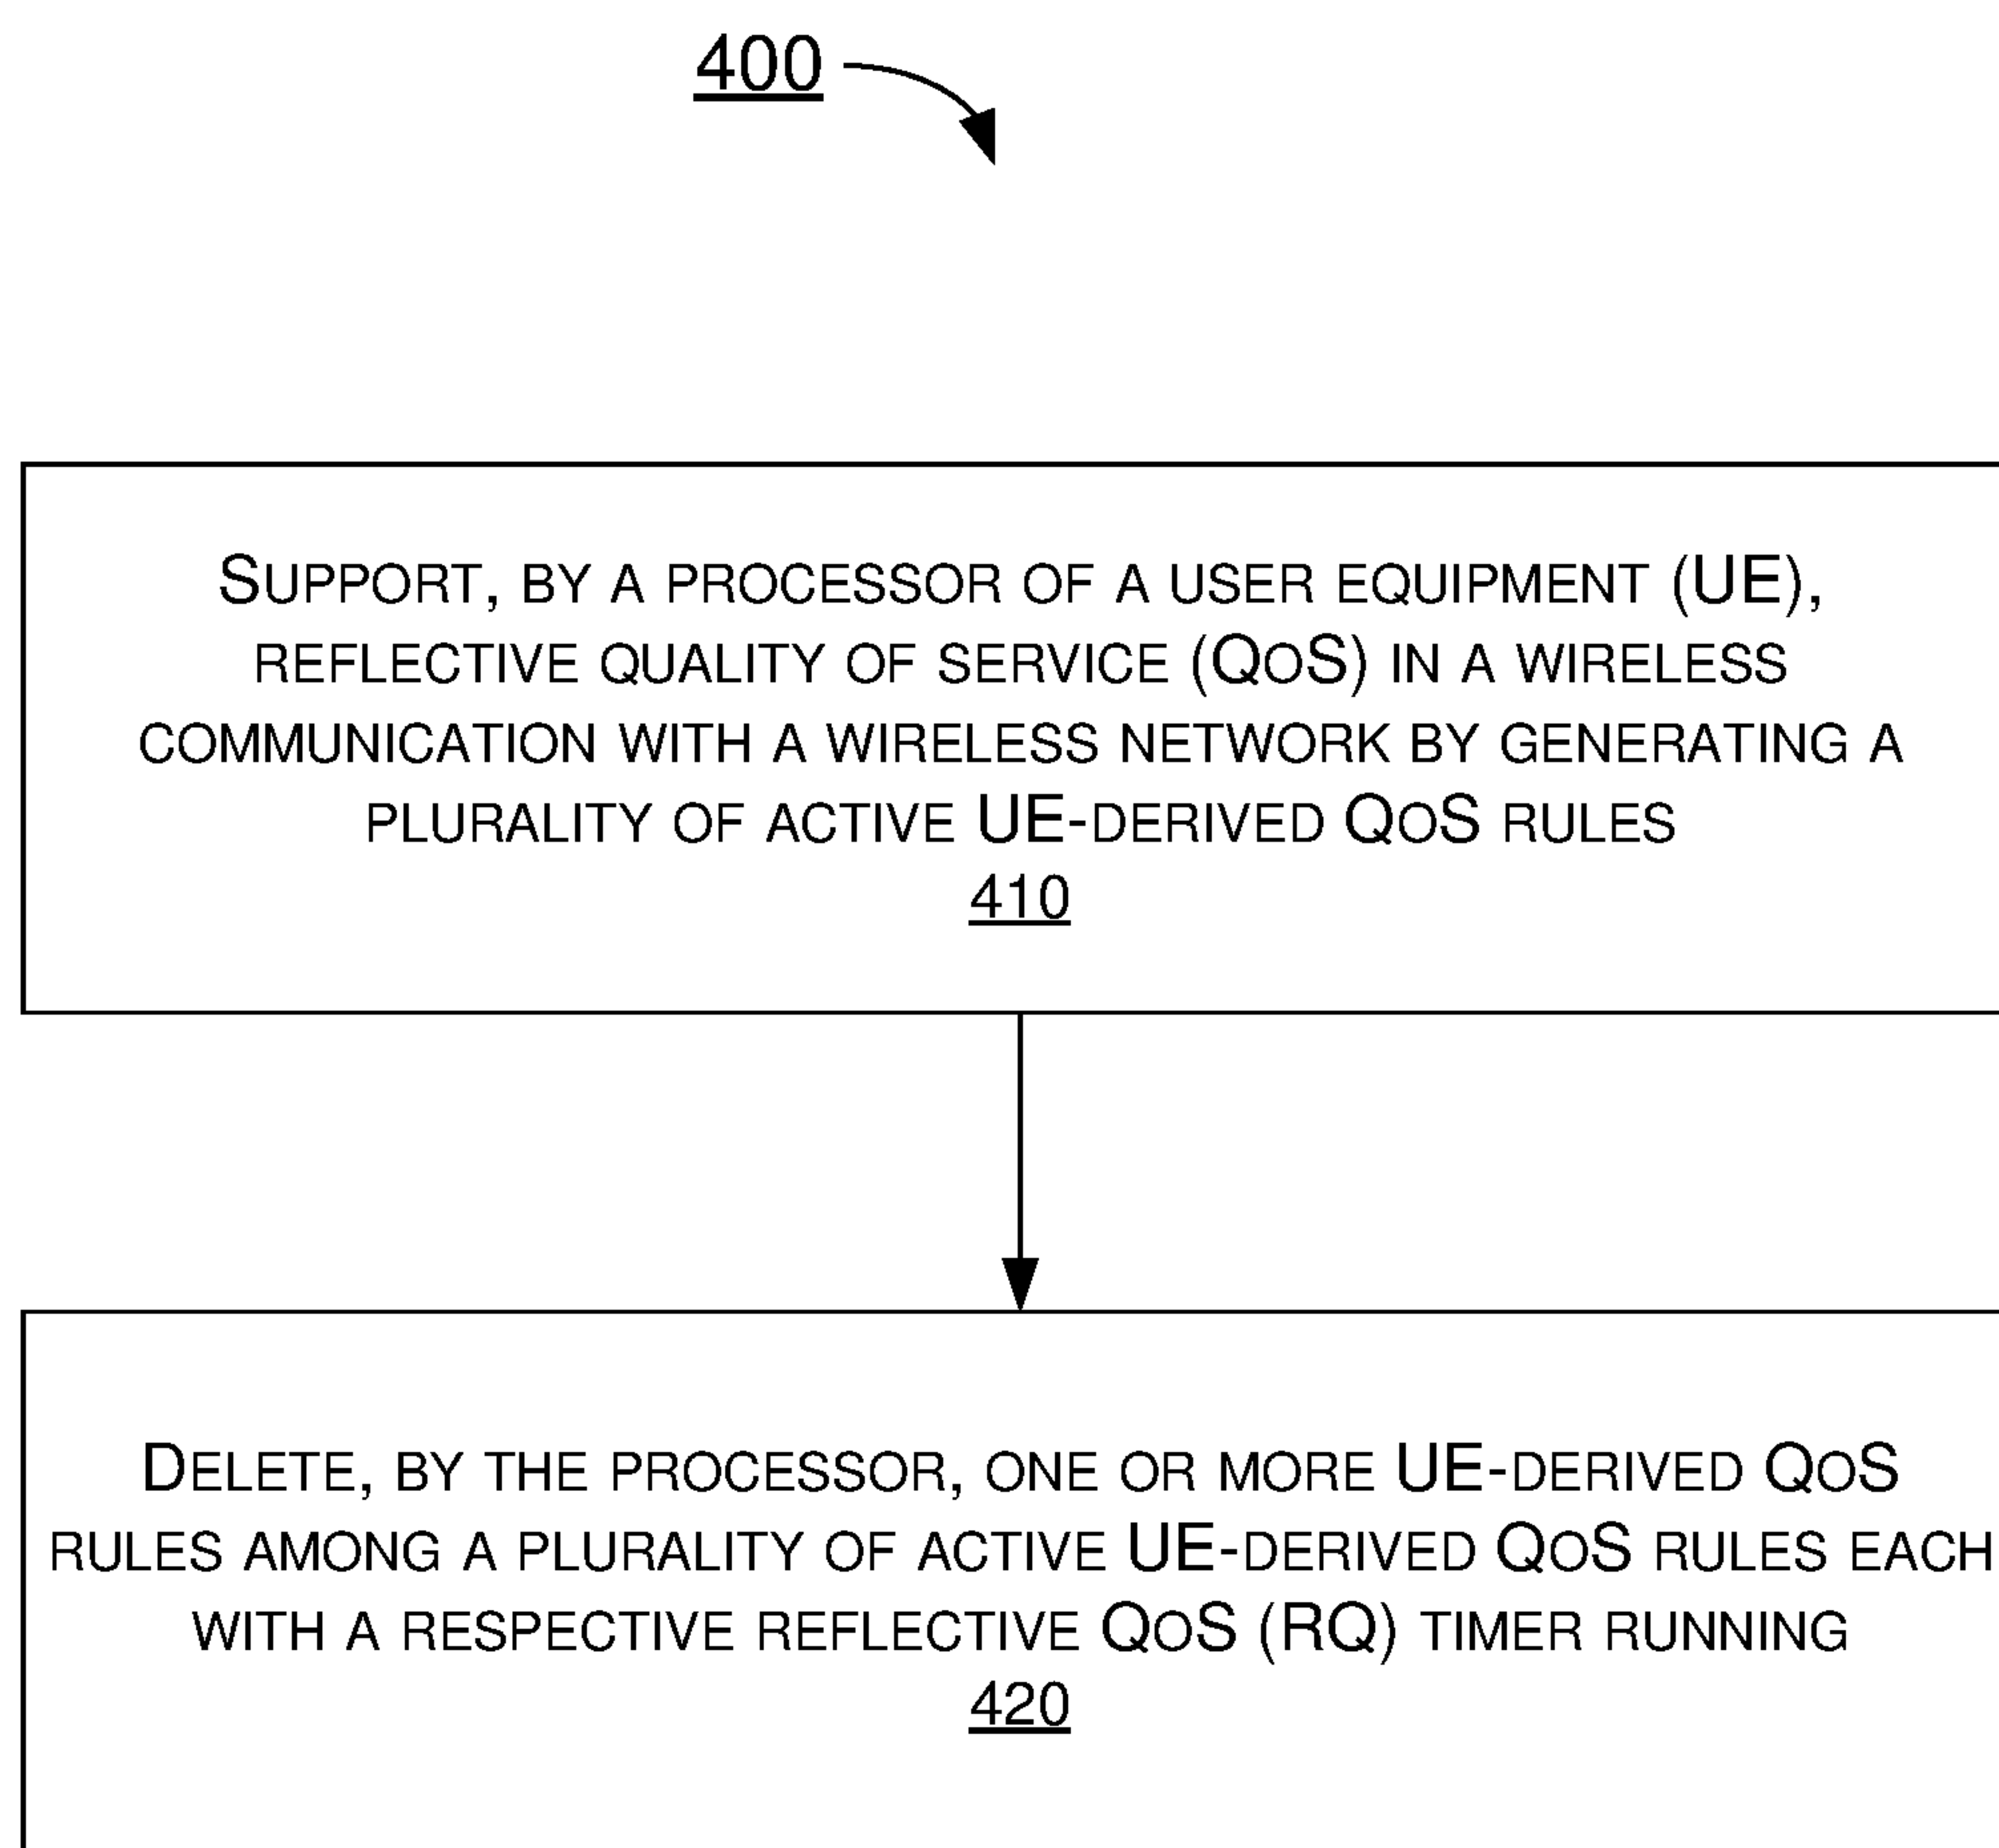 400
Support, by a processor of a user equipment (UE),
reflective quality of service (QoS) in a wireless
communication with a wireless network by generating a
plurality of active UE-derived QoS rules
410
Delete, by the processor, one or more UE-derived QoS
rules among a plurality of active UE-derived QoS rules each
with a respective reflective QoS (RQ) timer running
420